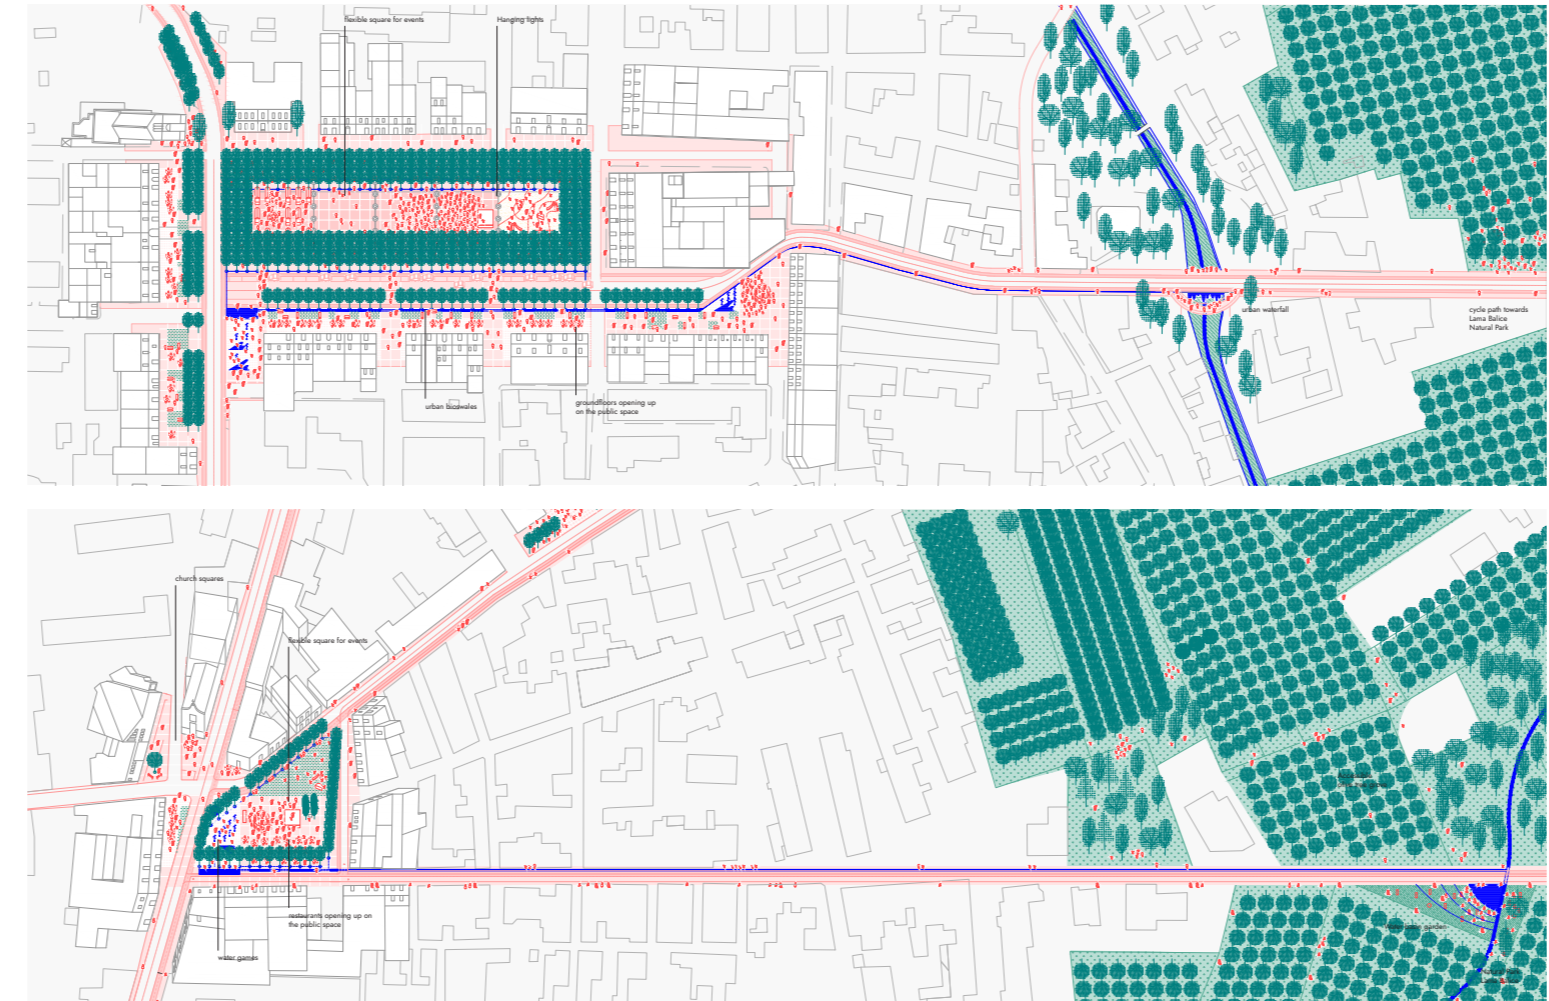 flexible square for events
Hanging lights
urban waterfall
cycle path towards
Lama Balice
Natural Park
urban bioswales
groundfloors opening up
on the public space
church squares
flexible square for events
restaurants opening up on
the public space
water games
garden